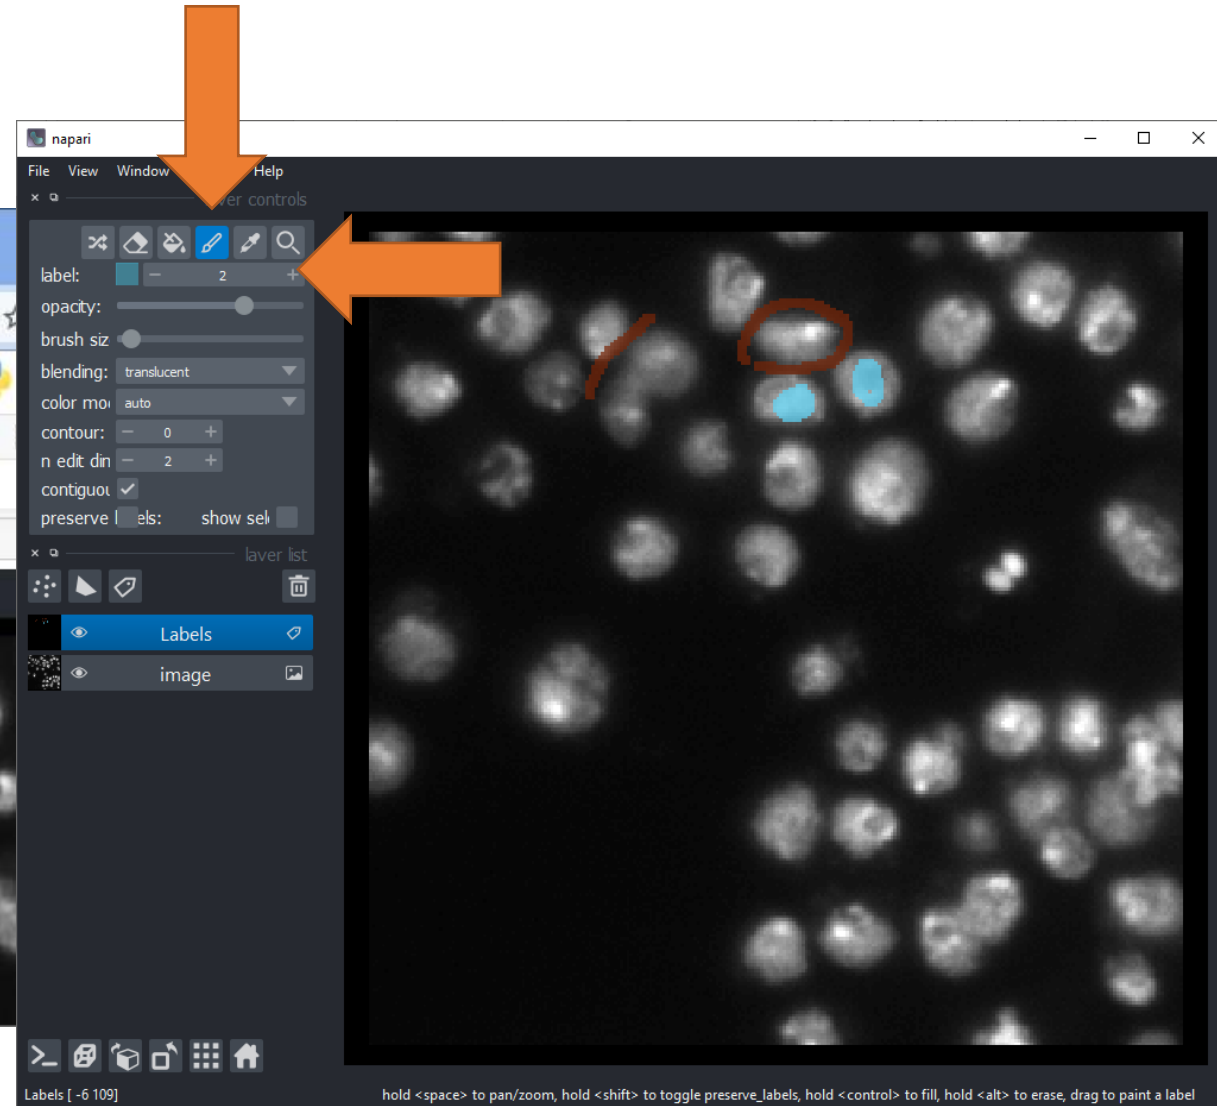 napari
File View Window Help
layer controls
label: 2
opacity:
brush siz
blending: translucent
color mo auto
contour: 0
n edit din 2
contiguou
preserve l els: show sel
layer list
Labels
image
Labels [ -6 109]
hold <space> to pan/zoom, hold <shift> to toggle preserve_labels, hold <control> to fill, hold <alt> to erase, drag to paint a label